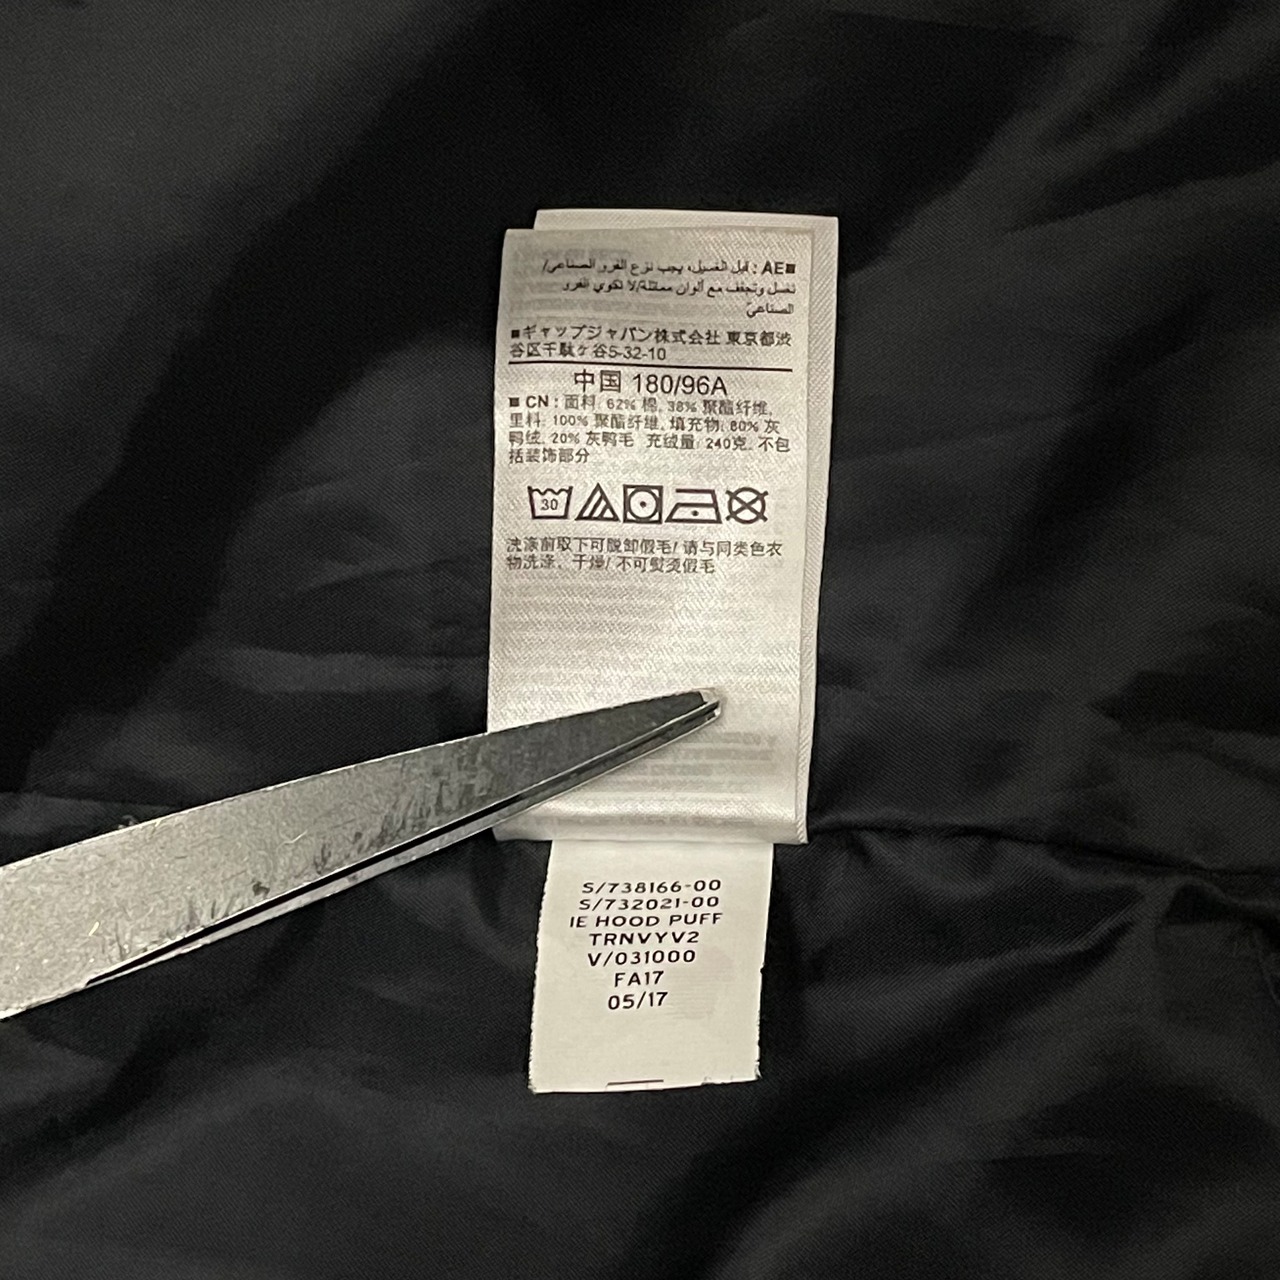 ■AE : قبل الغسيل، يجب نزع الفرو الصناعي/
تغسل وتجفف مع ألوان مماثلة/لا تكوي الفرو
الصناعيّ
■ギャップジャパン株式会社 東京都渋
谷区千駄ケ谷5-32-10
中国 180/96A
■ CN : 面料: 62% 棉, 38% 聚酯纤维,
里料: 100% 聚酯纤维, 填充物: 80% 灰
鸭绒, 20% 灰鸭毛 充绒量: 240克, 不包
括装饰部分
30
洗涤前取下可脱卸假毛/ 请与同类色衣
物洗涤、干燥/ 不可熨烫假毛
S/738166-00
S/732021-00
IE HOOD PUFF
TRNVYV2
V/031000
FA17
05/17